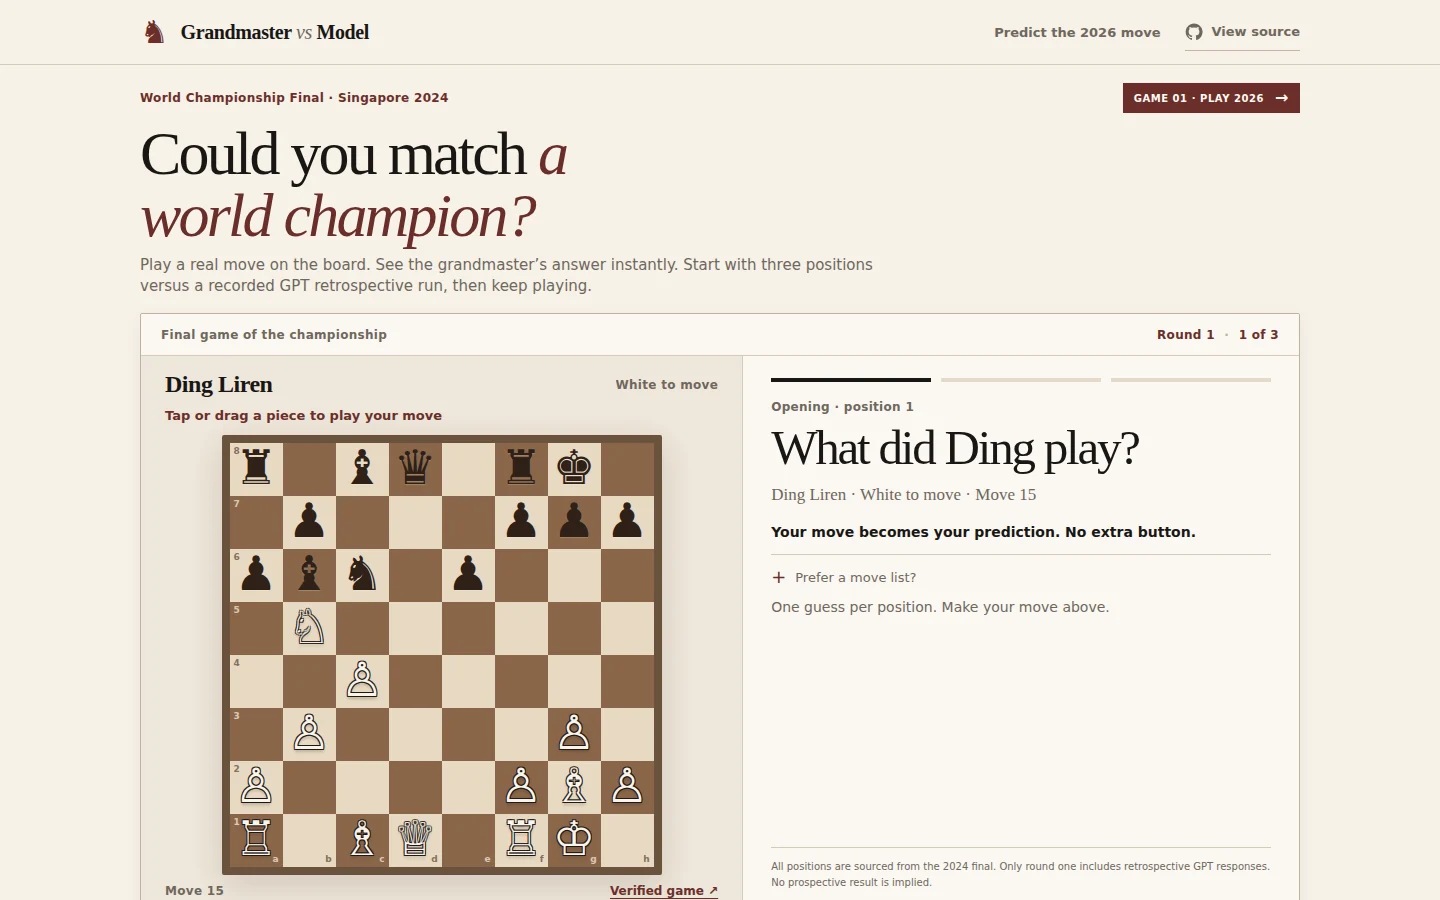 Grandmaster vs Model
Predict the 2026 move
View source
World Championship Final · Singapore 2024
GAME 01 · PLAY 2026 →
Could you match a
world champion?
Play a real move on the board. See the grandmaster’s answer instantly. Start with three positions
versus a recorded GPT retrospective run, then keep playing.
Final game of the championship
Round 1 · 1 of 3
Ding Liren
White to move
Tap or drag a piece to play your move
8
7
6
5
4
3
2
1
a b c d e f g h
Move 15
Verified game ↗
Opening · position 1
What did Ding play?
Ding Liren · White to move · Move 15
Your move becomes your prediction. No extra button.
+ Prefer a move list?
One guess per position. Make your move above.
All positions are sourced from the 2024 final. Only round one includes retrospective GPT responses.
No prospective result is implied.